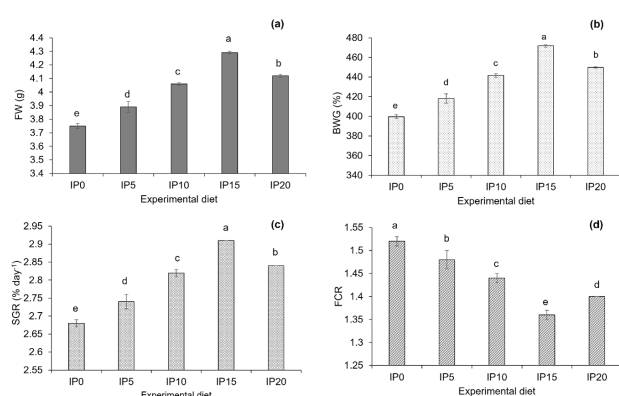 (a)
FW (g)
4.4
4.3
4.2
4.1
4
3.9
3.8
3.7
3.6
3.5
3.4
e
d
c
a
b
IP0 IP5 IP10 IP15 IP20
Experimental diet
(b)
BWG (%)
480
460
440
420
400
380
360
340
e
d
c
a
b
IP0 IP5 IP10 IP15 IP20
Experimental diet
(c)
SGR (% day⁻¹)
2.95
2.9
2.85
2.8
2.75
2.7
2.65
2.6
2.55
e
d
c
a
b
IP0 IP5 IP10 IP15 IP20
Experimental diet
(d)
FCR
1.55
1.5
1.45
1.4
1.35
1.3
1.25
a
b
c
e
d
IP0 IP5 IP10 IP15 IP20
Experimental diet